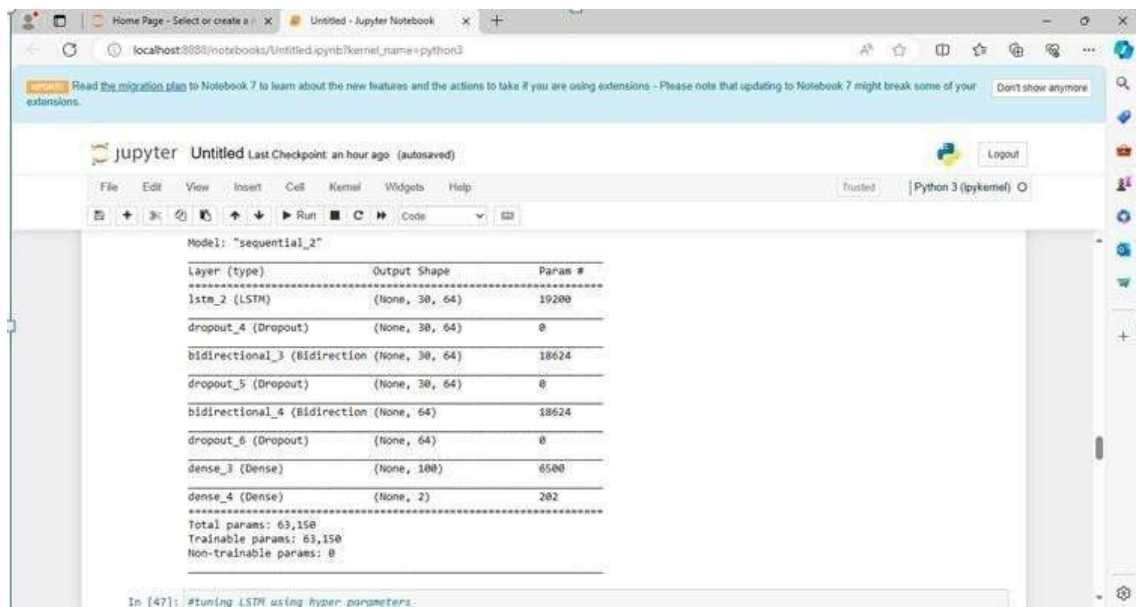 Home Page - Select or create a n
Untitled - Jupyter Notebook
localhost:8888/notebooks/Untitled.ipynb?kernel_name=python3
Read the migration plan to Notebook 7 to learn about the new features and the actions to take if you are using extensions - Please note that updating to Notebook 7 might break some of your
extensions.
Don't show anymore
jupyter Untitled Last Checkpoint: an hour ago (autosaved)
Logout
File Edit View Insert Cell Kernel Widgets Help
Trusted
Python 3 (ipykernel)
Run
Code
Model: "sequential_2"
Layer (type) Output Shape Param #
lstm_2 (LSTM) (None, 30, 64) 19200
dropout_4 (Dropout) (None, 30, 64) 0
bidirectional_3 (Bidirection (None, 30, 64) 18624
dropout_5 (Dropout) (None, 30, 64) 0
bidirectional_4 (Bidirection (None, 64) 18624
dropout_6 (Dropout) (None, 64) 0
dense_3 (Dense) (None, 100) 6500
dense_4 (Dense) (None, 2) 202
Total params: 63,150
Trainable params: 63,150
Non-trainable params: 0
In [47]: #tuning LSTM using hyper parameters